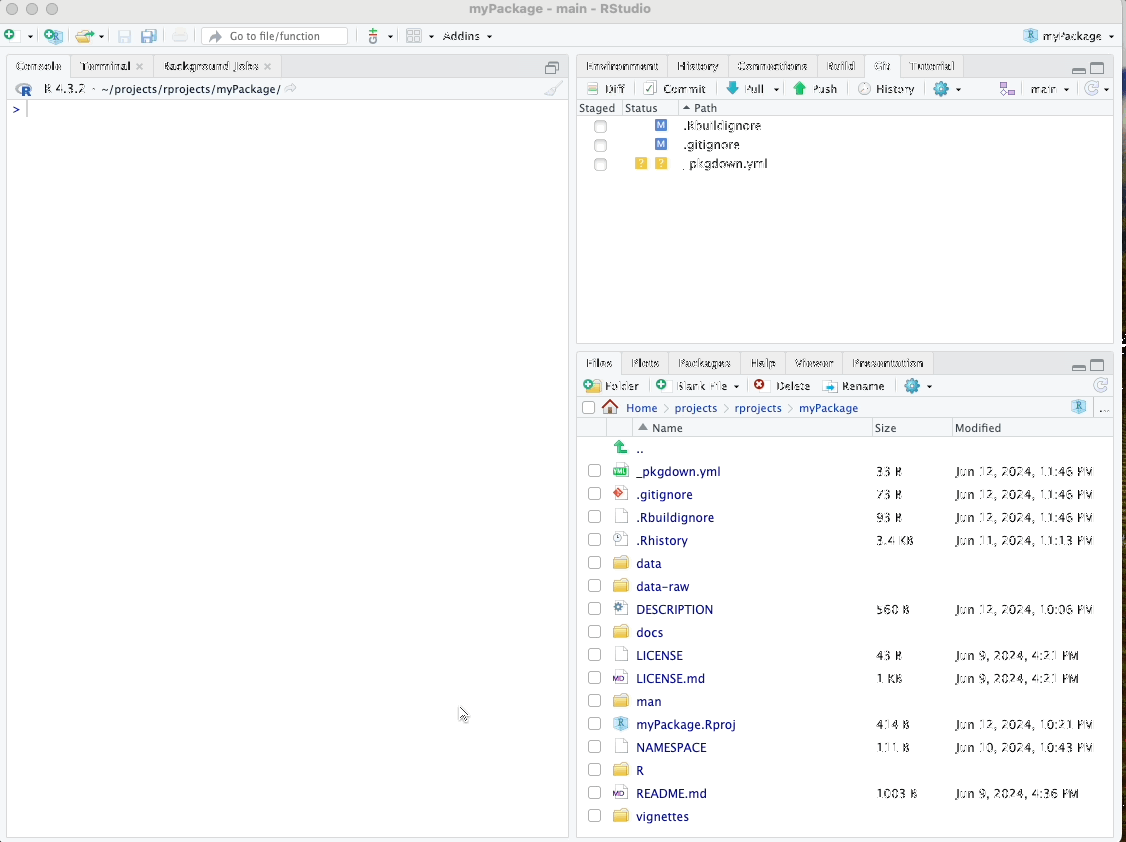 myPackage - main - RStudio
Go to file/function
Addins
myPackage
Console
Terminal
Background Jobs
R 4.3.2 · ~/projects/rprojects/myPackage/
>
Environment
History
Connections
Build
Git
Tutorial
Diff
Commit
Pull
Push
History
main
Staged
Status
Path
M
.Rbuildignore
M
.gitignore
? ?
_pkgdown.yml
Files
Plots
Packages
Help
Viewer
Presentation
Folder
Blank File
Delete
Rename
Home
projects
rprojects
myPackage
...
Name
Size
Modified
..
_pkgdown.yml 33 B Jun 12, 2024, 11:46 PM
.gitignore 73 B Jun 12, 2024, 11:46 PM
.Rbuildignore 93 B Jun 12, 2024, 11:46 PM
.Rhistory 3.4 KB Jun 11, 2024, 11:13 PM
data
data-raw
DESCRIPTION 560 B Jun 12, 2024, 10:06 PM
docs
LICENSE 43 B Jun 9, 2024, 4:21 PM
LICENSE.md 1 KB Jun 9, 2024, 4:21 PM
man
myPackage.Rproj 414 B Jun 12, 2024, 10:21 PM
NAMESPACE 111 B Jun 10, 2024, 10:43 PM
R
README.md 1003 B Jun 9, 2024, 4:36 PM
vignettes